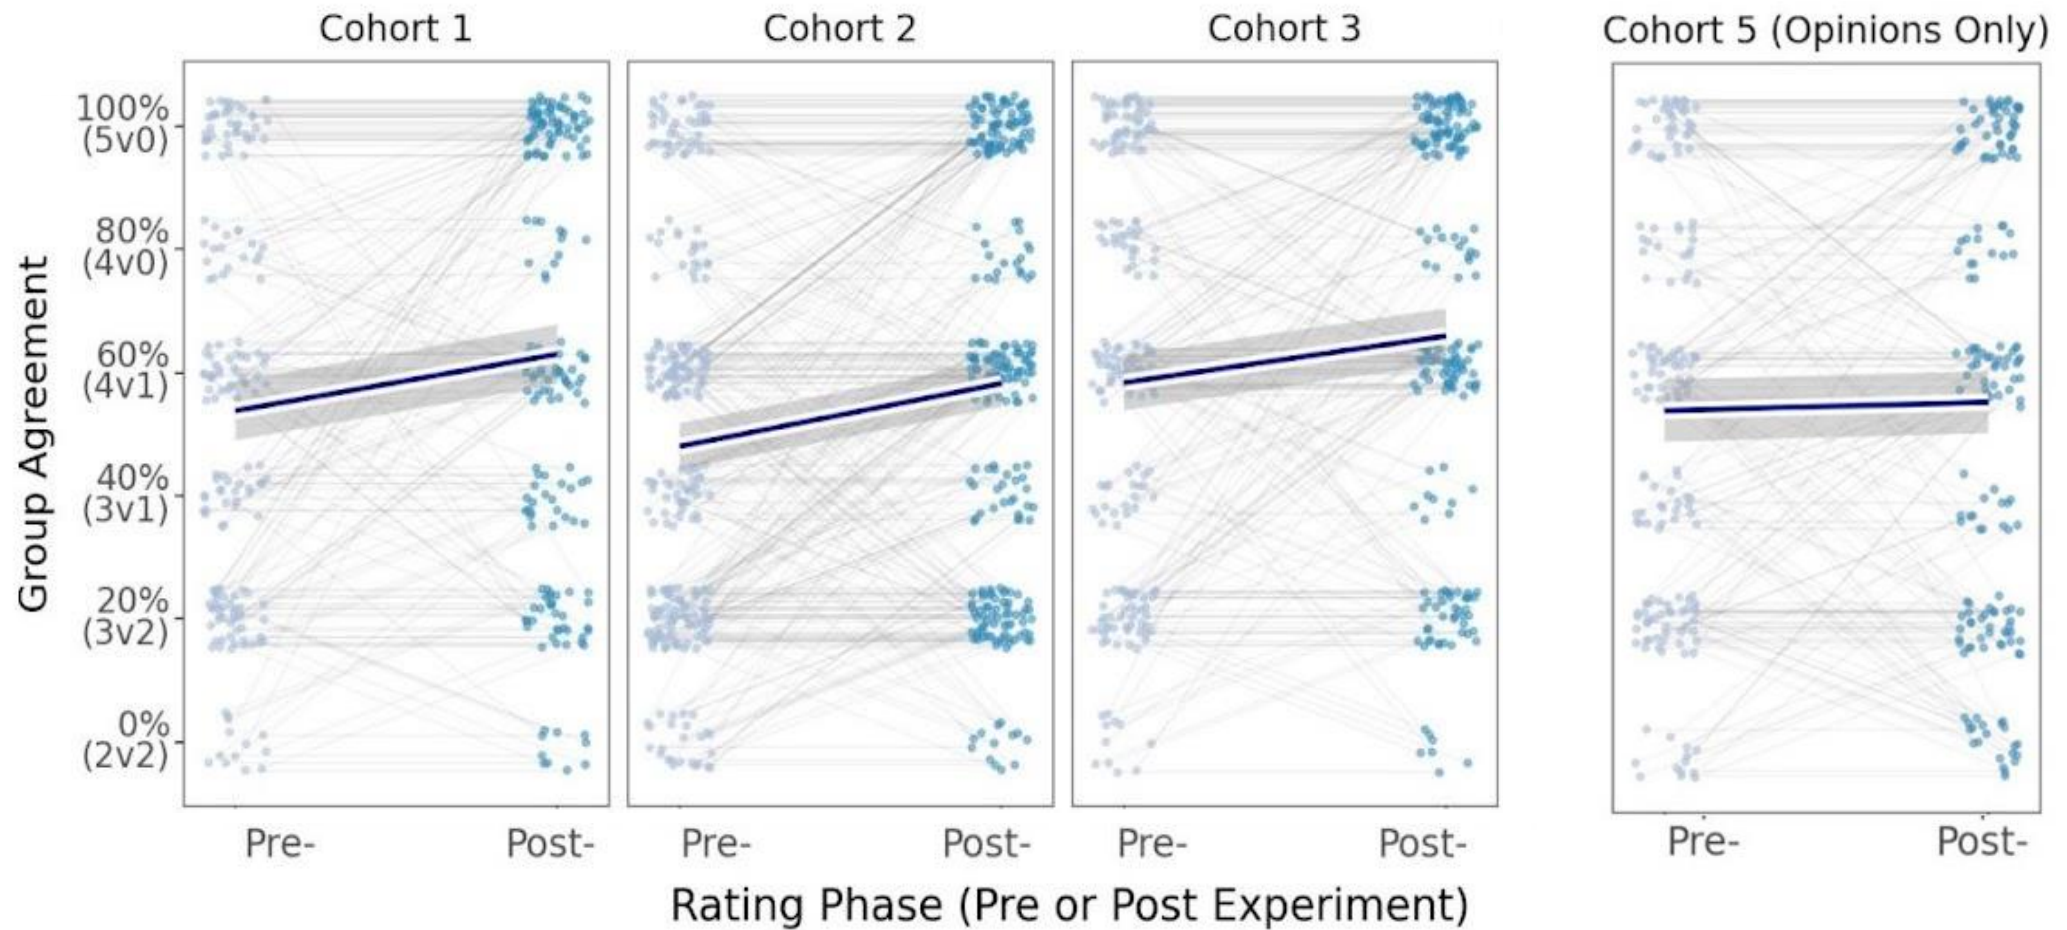 Cohort 1
Cohort 2
Cohort 3
Cohort 5 (Opinions Only)
Group Agreement
100%
(5v0)
80%
(4v0)
60%
(4v1)
40%
(3v1)
20%
(3v2)
0%
(2v2)
Pre-
Post-
Pre-
Post-
Pre-
Post-
Pre-
Post-
Rating Phase (Pre or Post Experiment)